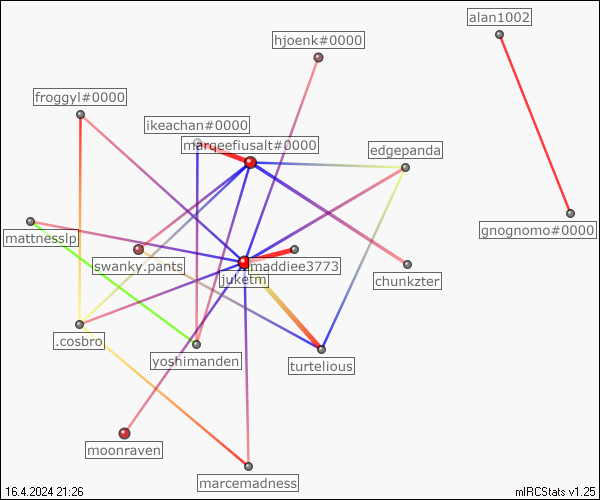 alan1002
hjoenk#0000
froggyl#0000
ikeachan#0000
marqeefiusalt#0000
edgepanda
gnognomo#0000
mattnesslp
swanky.pants
maddiee3773
juketm
chunkzter
.cosbro
yoshimanden
turtelious
moonraven
marcemadness
16.4.2024 21:26
mIRCStats v1.25